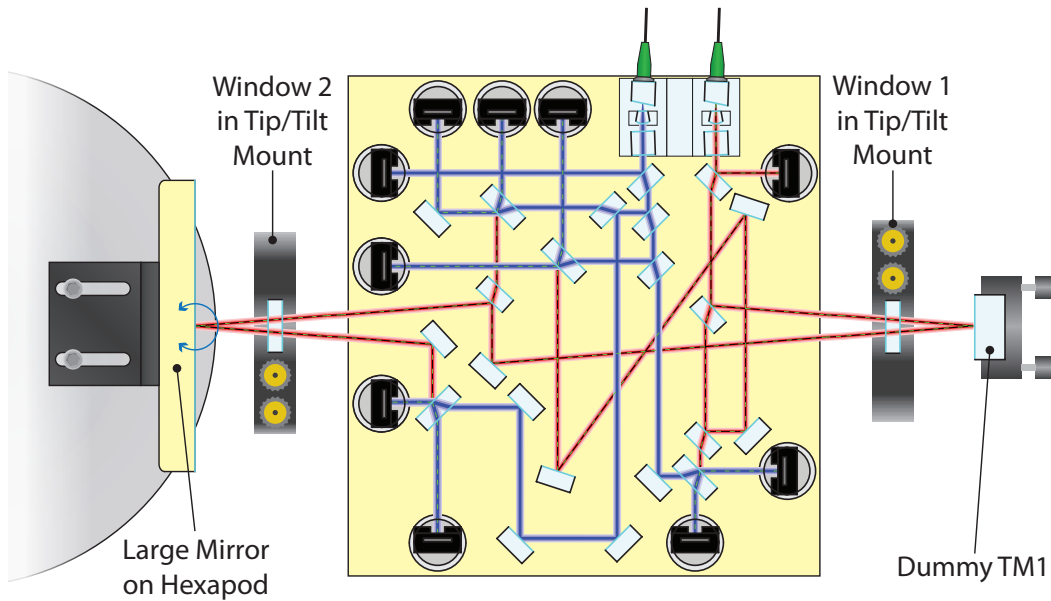 Window 2
in Tip/Tilt
Mount
Window 1
in Tip/Tilt
Mount
Large Mirror
on Hexapod
Dummy TM1